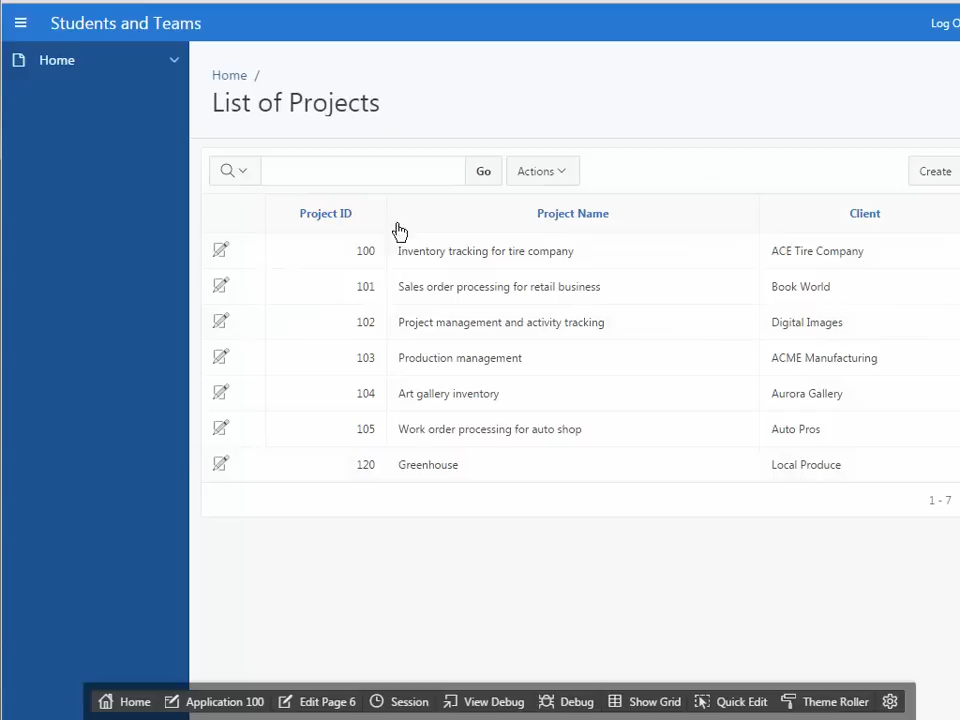 Students and Teams
Log O
Home
Home /
List of Projects
Go
Actions
Create
Project ID Project Name Client
100 Inventory tracking for tire company ACE Tire Company
101 Sales order processing for retail business Book World
102 Project management and activity tracking Digital Images
103 Production management ACME Manufacturing
104 Art gallery inventory Aurora Gallery
105 Work order processing for auto shop Auto Pros
120 Greenhouse Local Produce
1 - 7
Home Application 100 Edit Page 6 Session View Debug Debug Show Grid Quick Edit Theme Roller